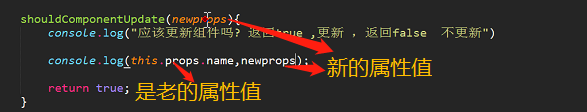 shouldComponentUpdate(newprops){
console.log("应该更新组件吗? 返回true ,更新 , 返回false  不更新")
console.log(this.props.name,newprops);
新的属性值
return true;
是老的属性值
}